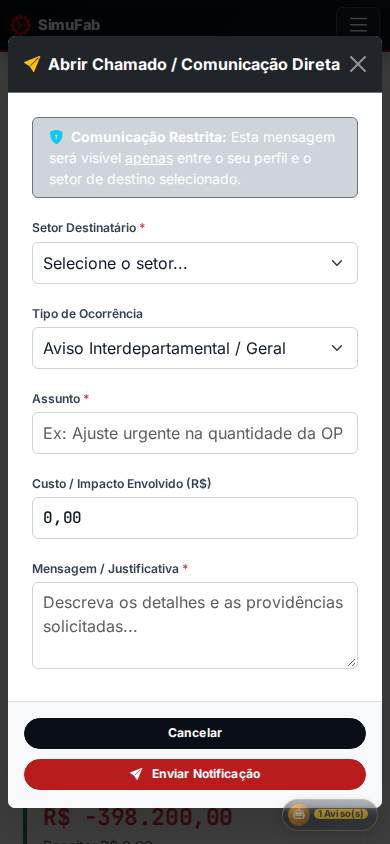 SimuFab
Abrir Chamado / Comunicação Direta
Comunicação Restrita: Esta mensagem
será visível apenas entre o seu perfil e o
setor de destino selecionado.
Setor Destinatário *
Selecione o setor...
Tipo de Ocorrência
Aviso Interdepartamental / Geral
Assunto *
Ex: Ajuste urgente na quantidade da OP
Custo / Impacto Envolvido (R$)
0,00
Mensagem / Justificativa *
Descreva os detalhes e as providências
solicitadas...
Cancelar
Enviar Notificação
1 Aviso(s)
R$ -398.200,00